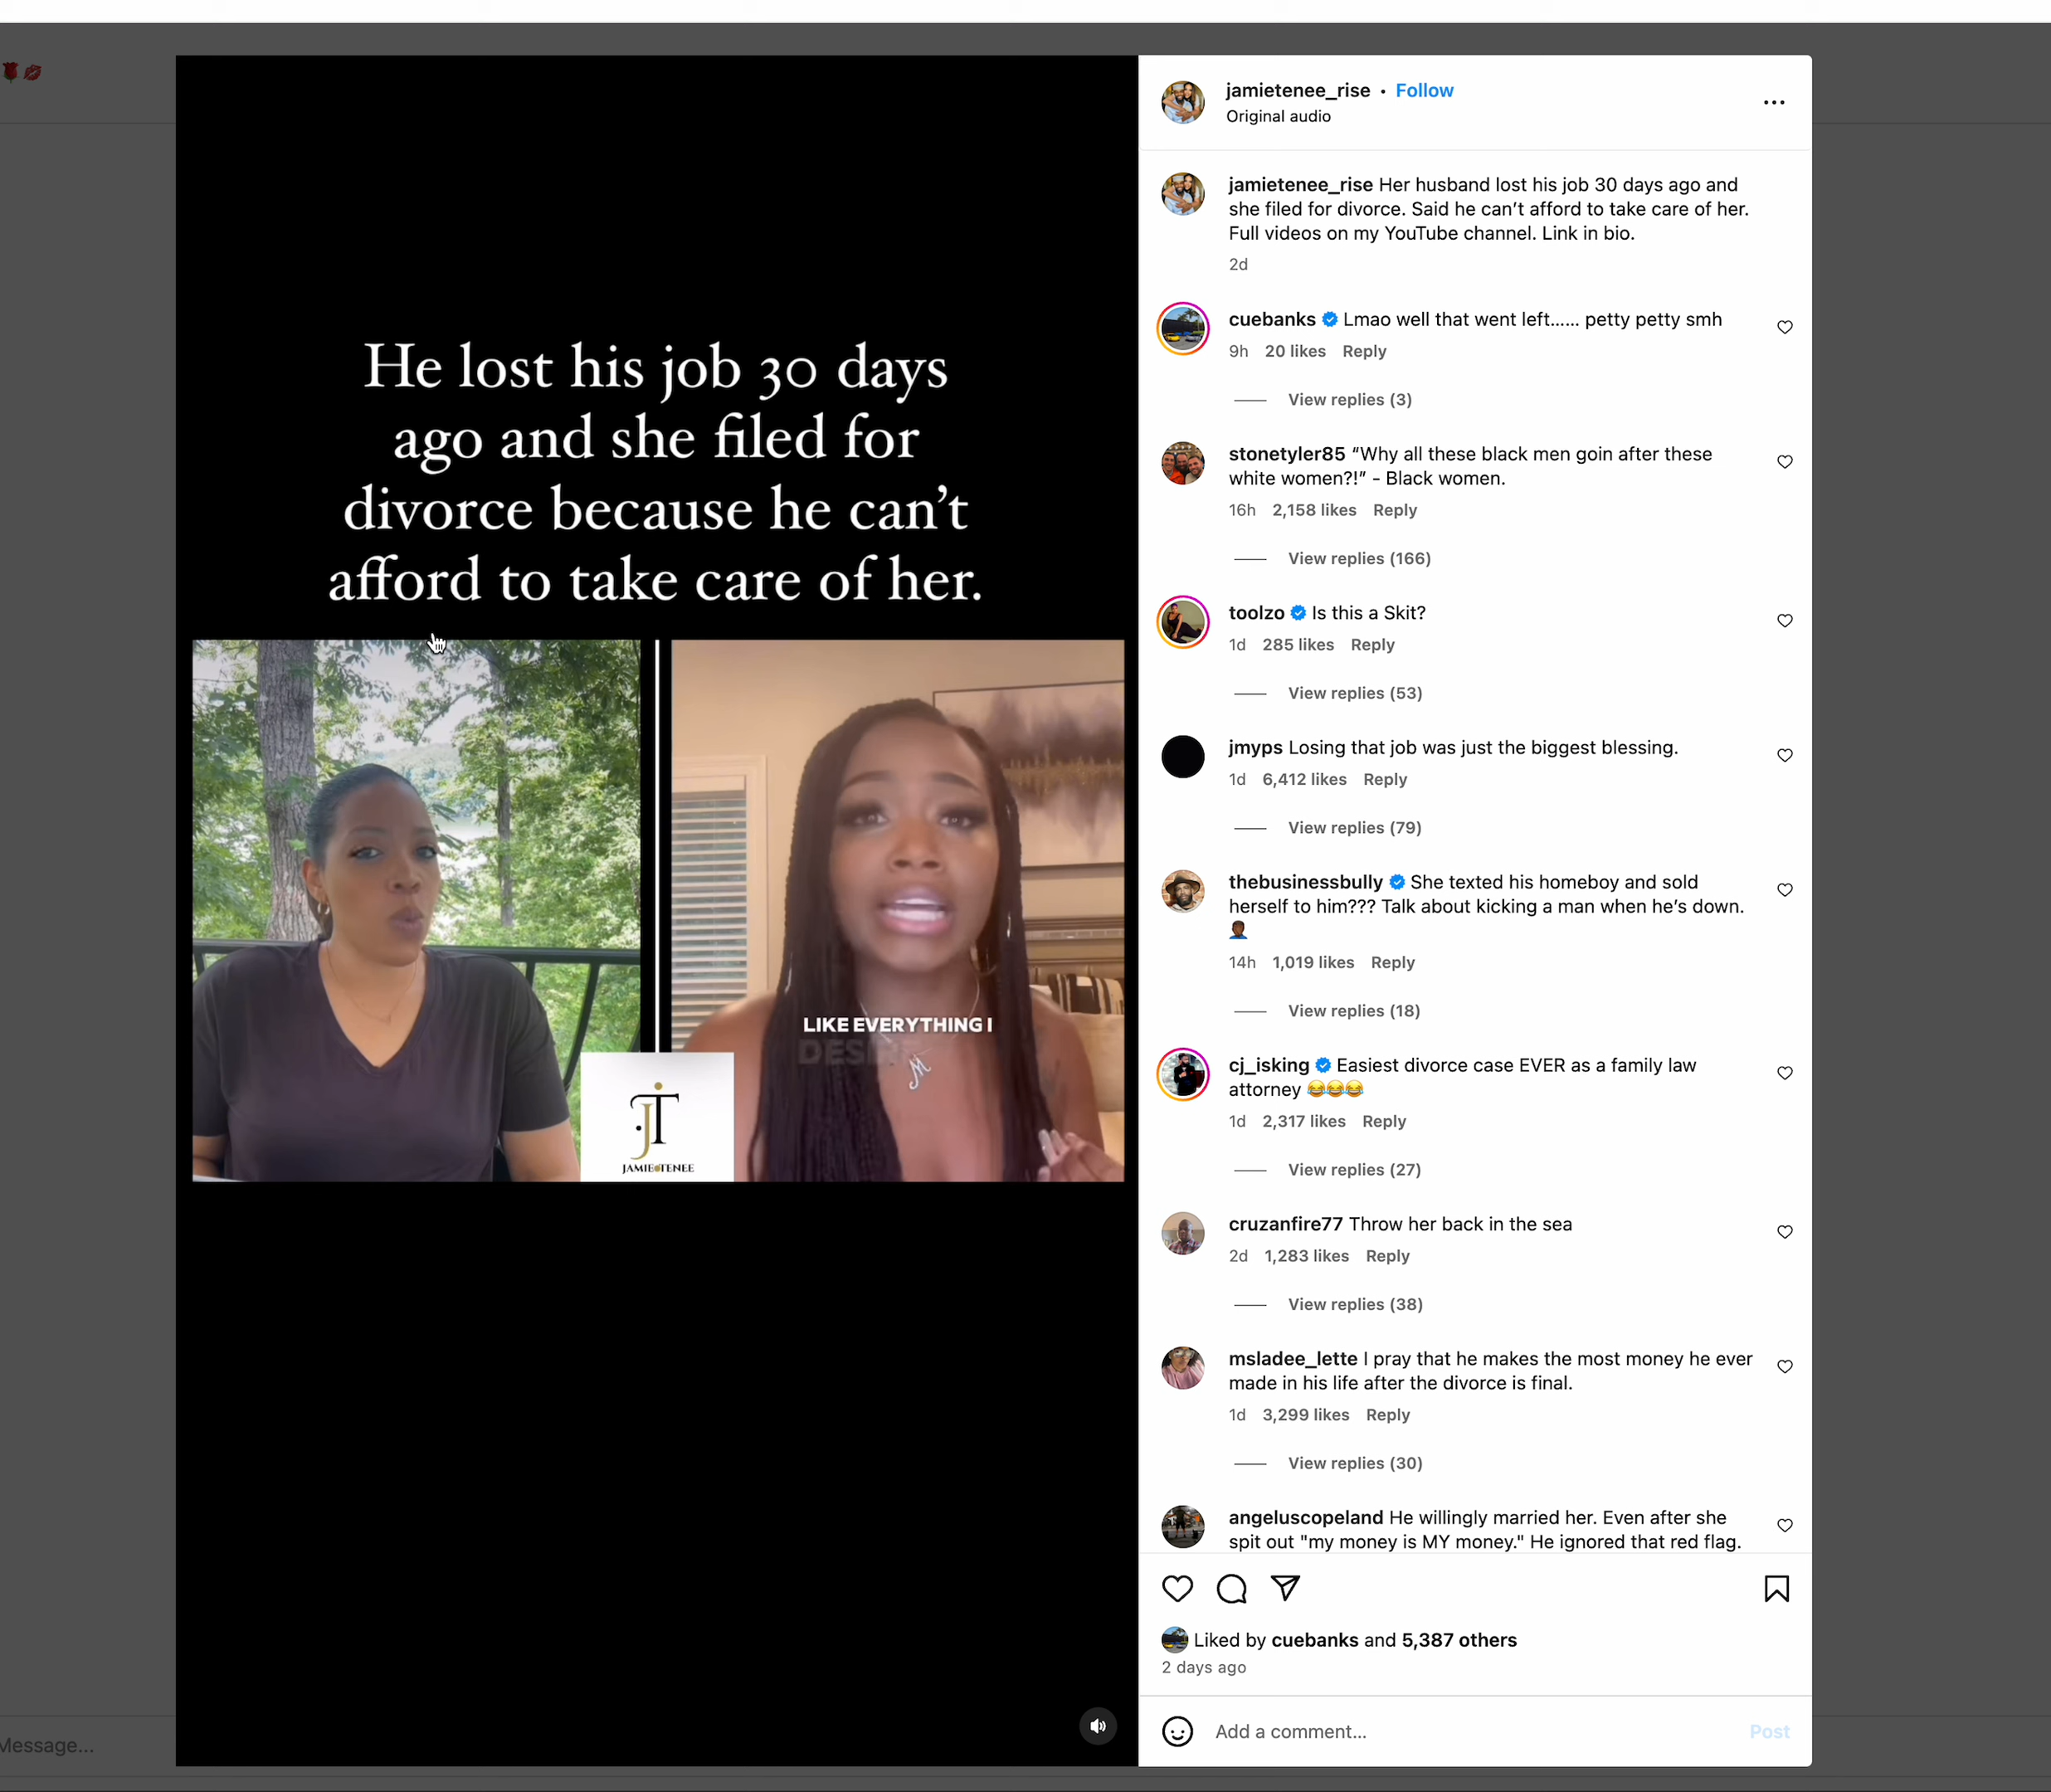 He lost his job 30 days
ago and she filed for
divorce because he can't
afford to take care of her.
LIKE EVERYTHING I
JT
JAMIE TENEE
Message...
jamietenee_rise • Follow
Original audio
jamietenee_rise Her husband lost his job 30 days ago and
she filed for divorce. Said he can't afford to take care of her.
Full videos on my YouTube channel. Link in bio.
2d
cuebanks Lmao well that went left...... petty petty smh
9h 20 likes Reply
View replies (3)
stonetyler85 “Why all these black men goin after these
white women?!” - Black women.
16h 2,158 likes Reply
View replies (166)
toolzo Is this a Skit?
1d 285 likes Reply
View replies (53)
jmyps Losing that job was just the biggest blessing.
1d 6,412 likes Reply
View replies (79)
thebusinessbully She texted his homeboy and sold
herself to him??? Talk about kicking a man when he's down.
🤦🏾‍♂️
14h 1,019 likes Reply
View replies (18)
cj_isking Easiest divorce case EVER as a family law
attorney 😂😂😂
1d 2,317 likes Reply
View replies (27)
cruzanfire77 Throw her back in the sea
2d 1,283 likes Reply
View replies (38)
msladee_lette I pray that he makes the most money he ever
made in his life after the divorce is final.
1d 3,299 likes Reply
View replies (30)
angeluscopeland He willingly married her. Even after she
spit out "my money is MY money." He ignored that red flag.
Liked by cuebanks and 5,387 others
2 days ago
Add a comment...
Post